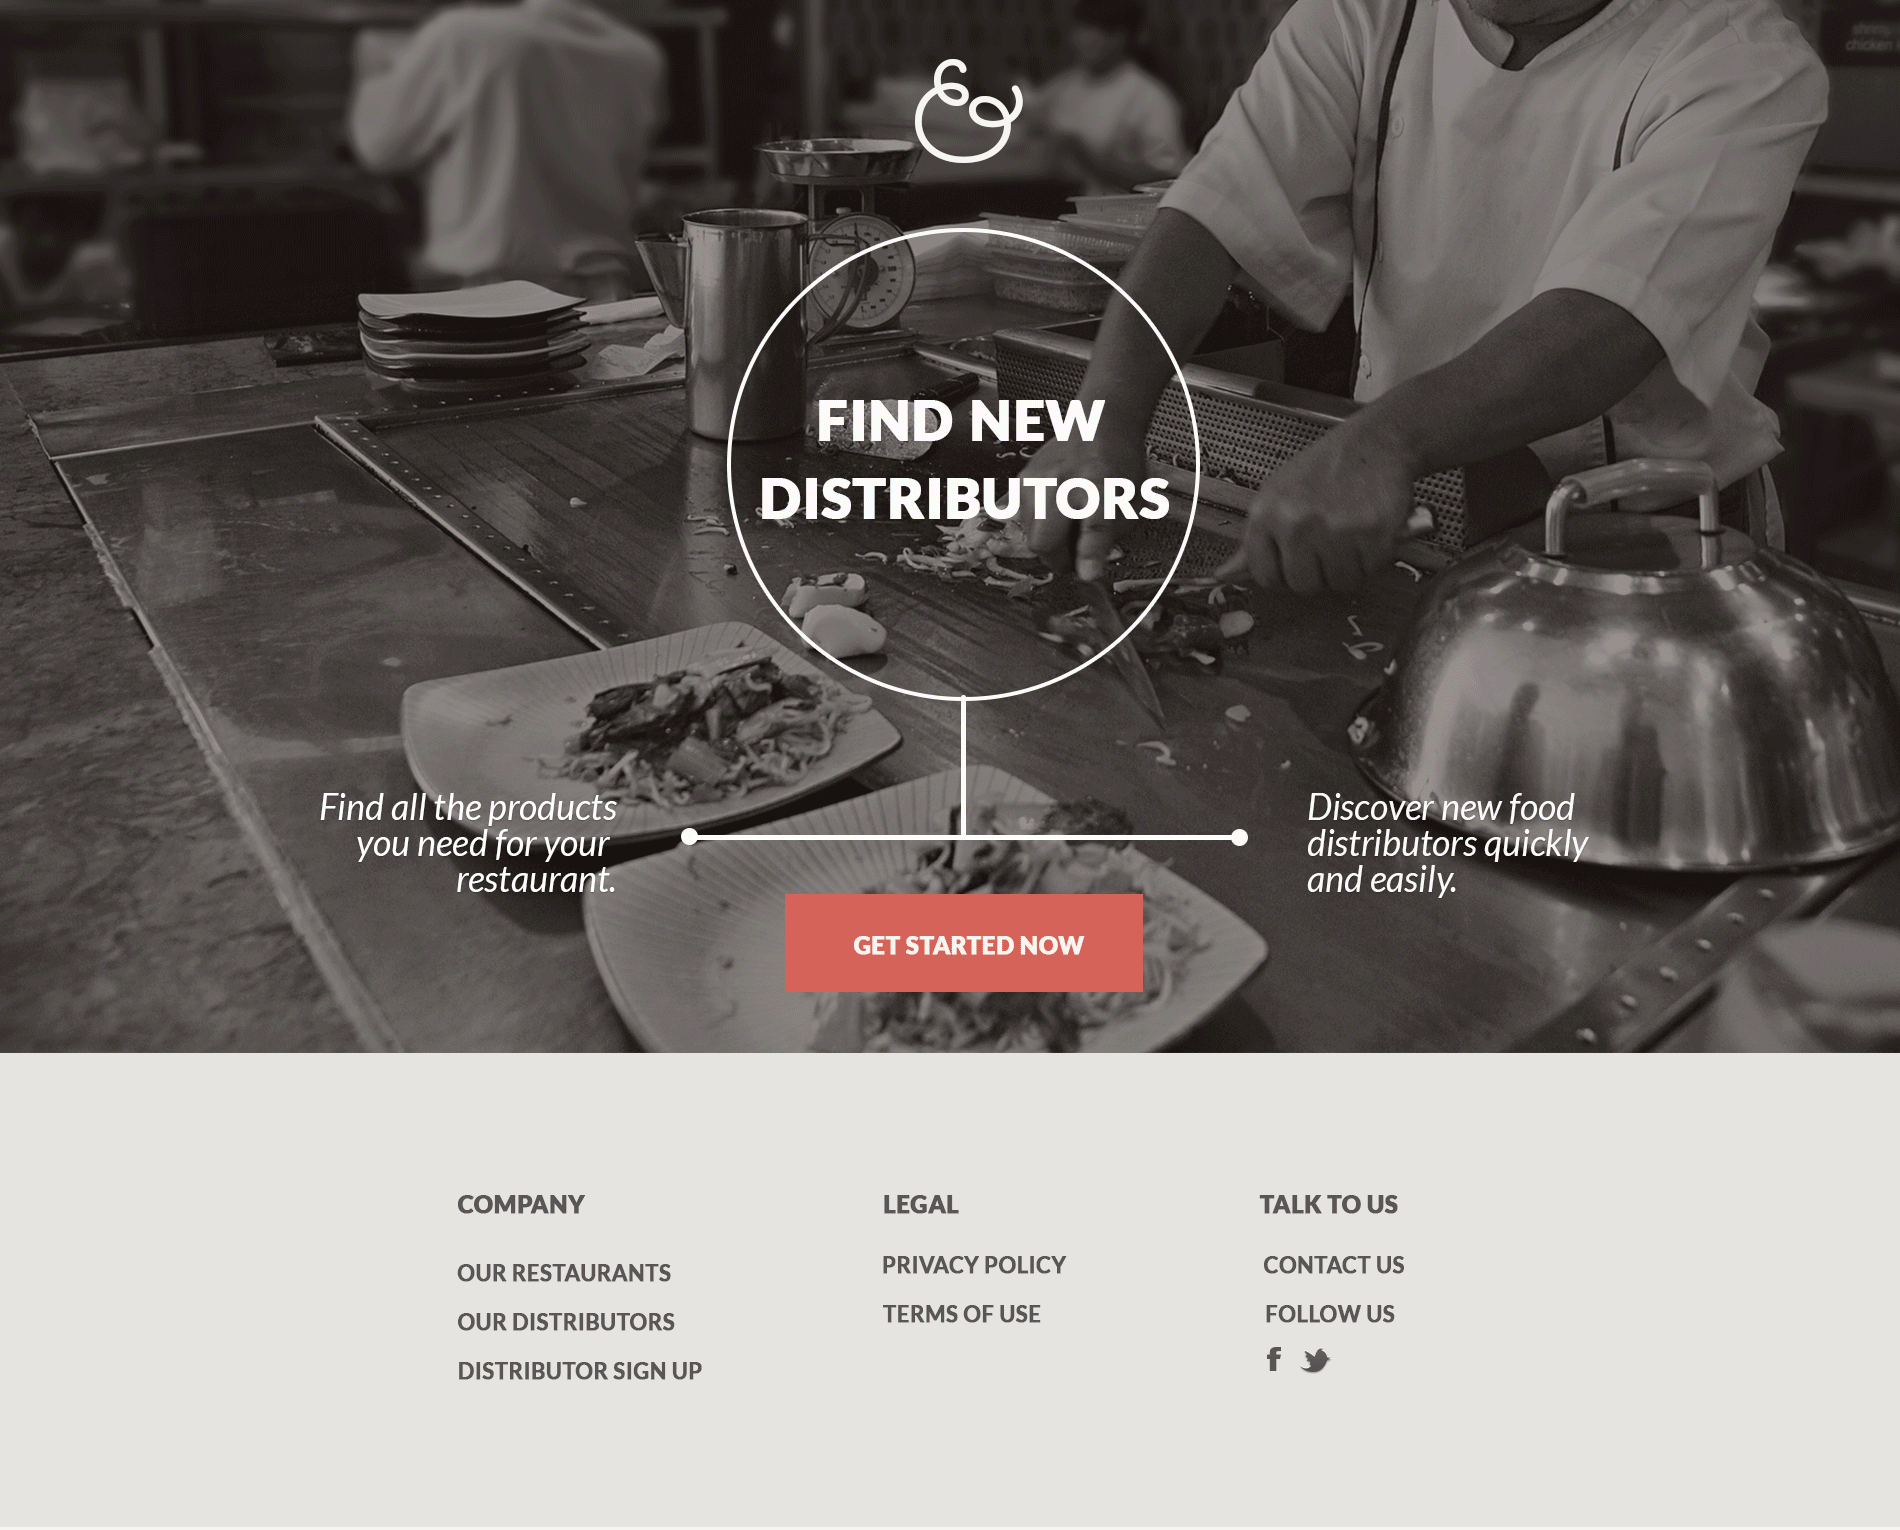 &
FIND NEW
DISTRIBUTORS
Find all the products
you need for your
restaurant.
Discover new food
distributors quickly
and easily.
GET STARTED NOW
COMPANY
OUR RESTAURANTS
OUR DISTRIBUTORS
DISTRIBUTOR SIGN UP
LEGAL
PRIVACY POLICY
TERMS OF USE
TALK TO US
CONTACT US
FOLLOW US
f